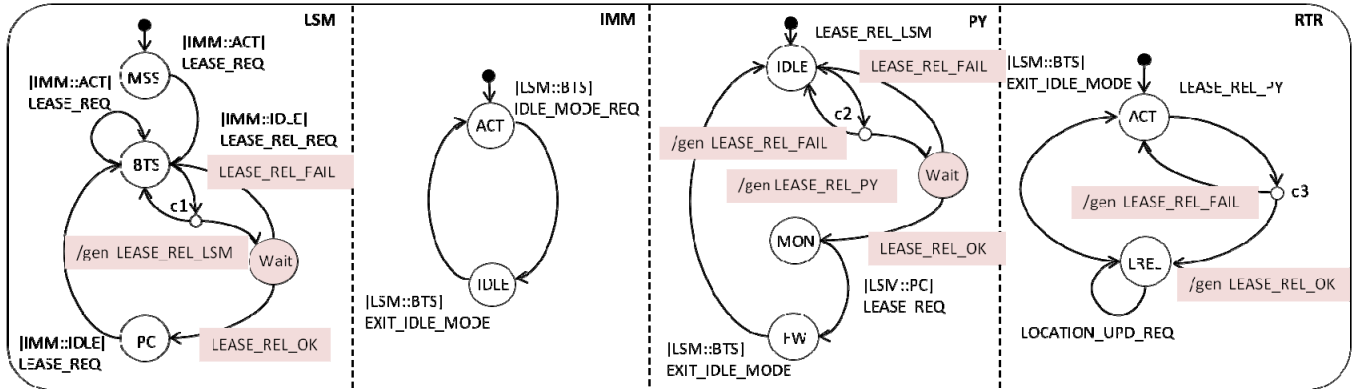 LSM
|IMM::ACT|
LEASE_REQ
MSS
|IMM::ACT|
LEASE_REQ
|IMM::IDLE|
LEASE_REL_REQ
BTS
LEASE_REL_FAIL
c1
/gen LEASE_REL_LSM
Wait
|IMM::IDLE|
LEASE_REQ
PC
LEASE_REL_OK
IMM
|LSM::BTS|
IDLE_MODE_REQ
ACT
IDLE
|LSM::BTS|
EXIT_IDLE_MODE
PY
LEASE_REL_LSM
IDLE
LEASE_REL_FAIL
c2
/gen LEASE_REL_FAIL
/gen LEASE_REL_PY
Wait
MON
LEASE_REL_OK
|LSM::PC|
LEASE_REQ
FW
|LSM::BTS|
EXIT_IDLE_MODE
RTR
|LSM::BTS|
EXIT_IDLE_MODE
LEASE_REL_PY
ACT
c3
/gen LEASE_REL_FAIL
LREL
/gen LEASE_REL_OK
LOCATION_UPD_REQ